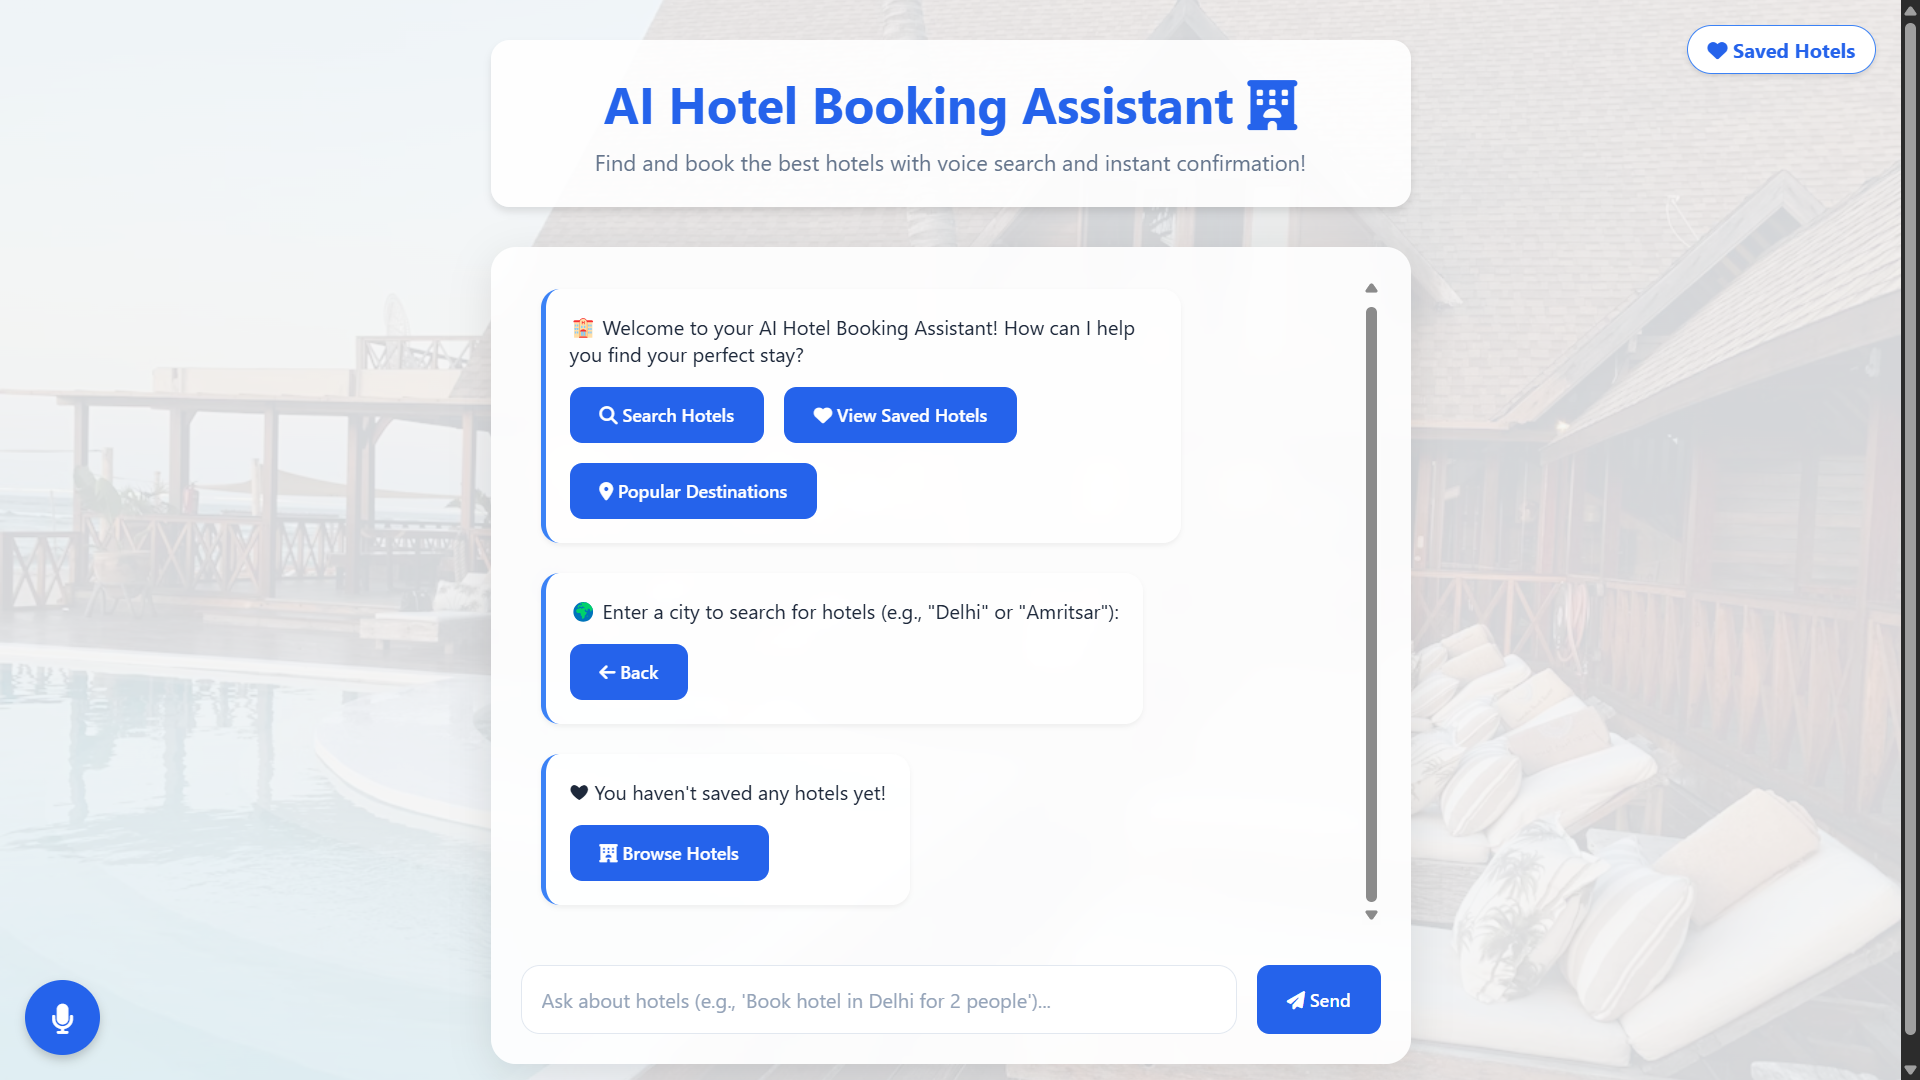 Saved Hotels
AI Hotel Booking Assistant
Find and book the best hotels with voice search and instant confirmation!
Welcome to your AI Hotel Booking Assistant! How can I help
you find your perfect stay?
Search Hotels
View Saved Hotels
Popular Destinations
Enter a city to search for hotels (e.g., "Delhi" or "Amritsar"):
Back
You haven't saved any hotels yet!
Browse Hotels
Ask about hotels (e.g., 'Book hotel in Delhi for 2 people')...
Send